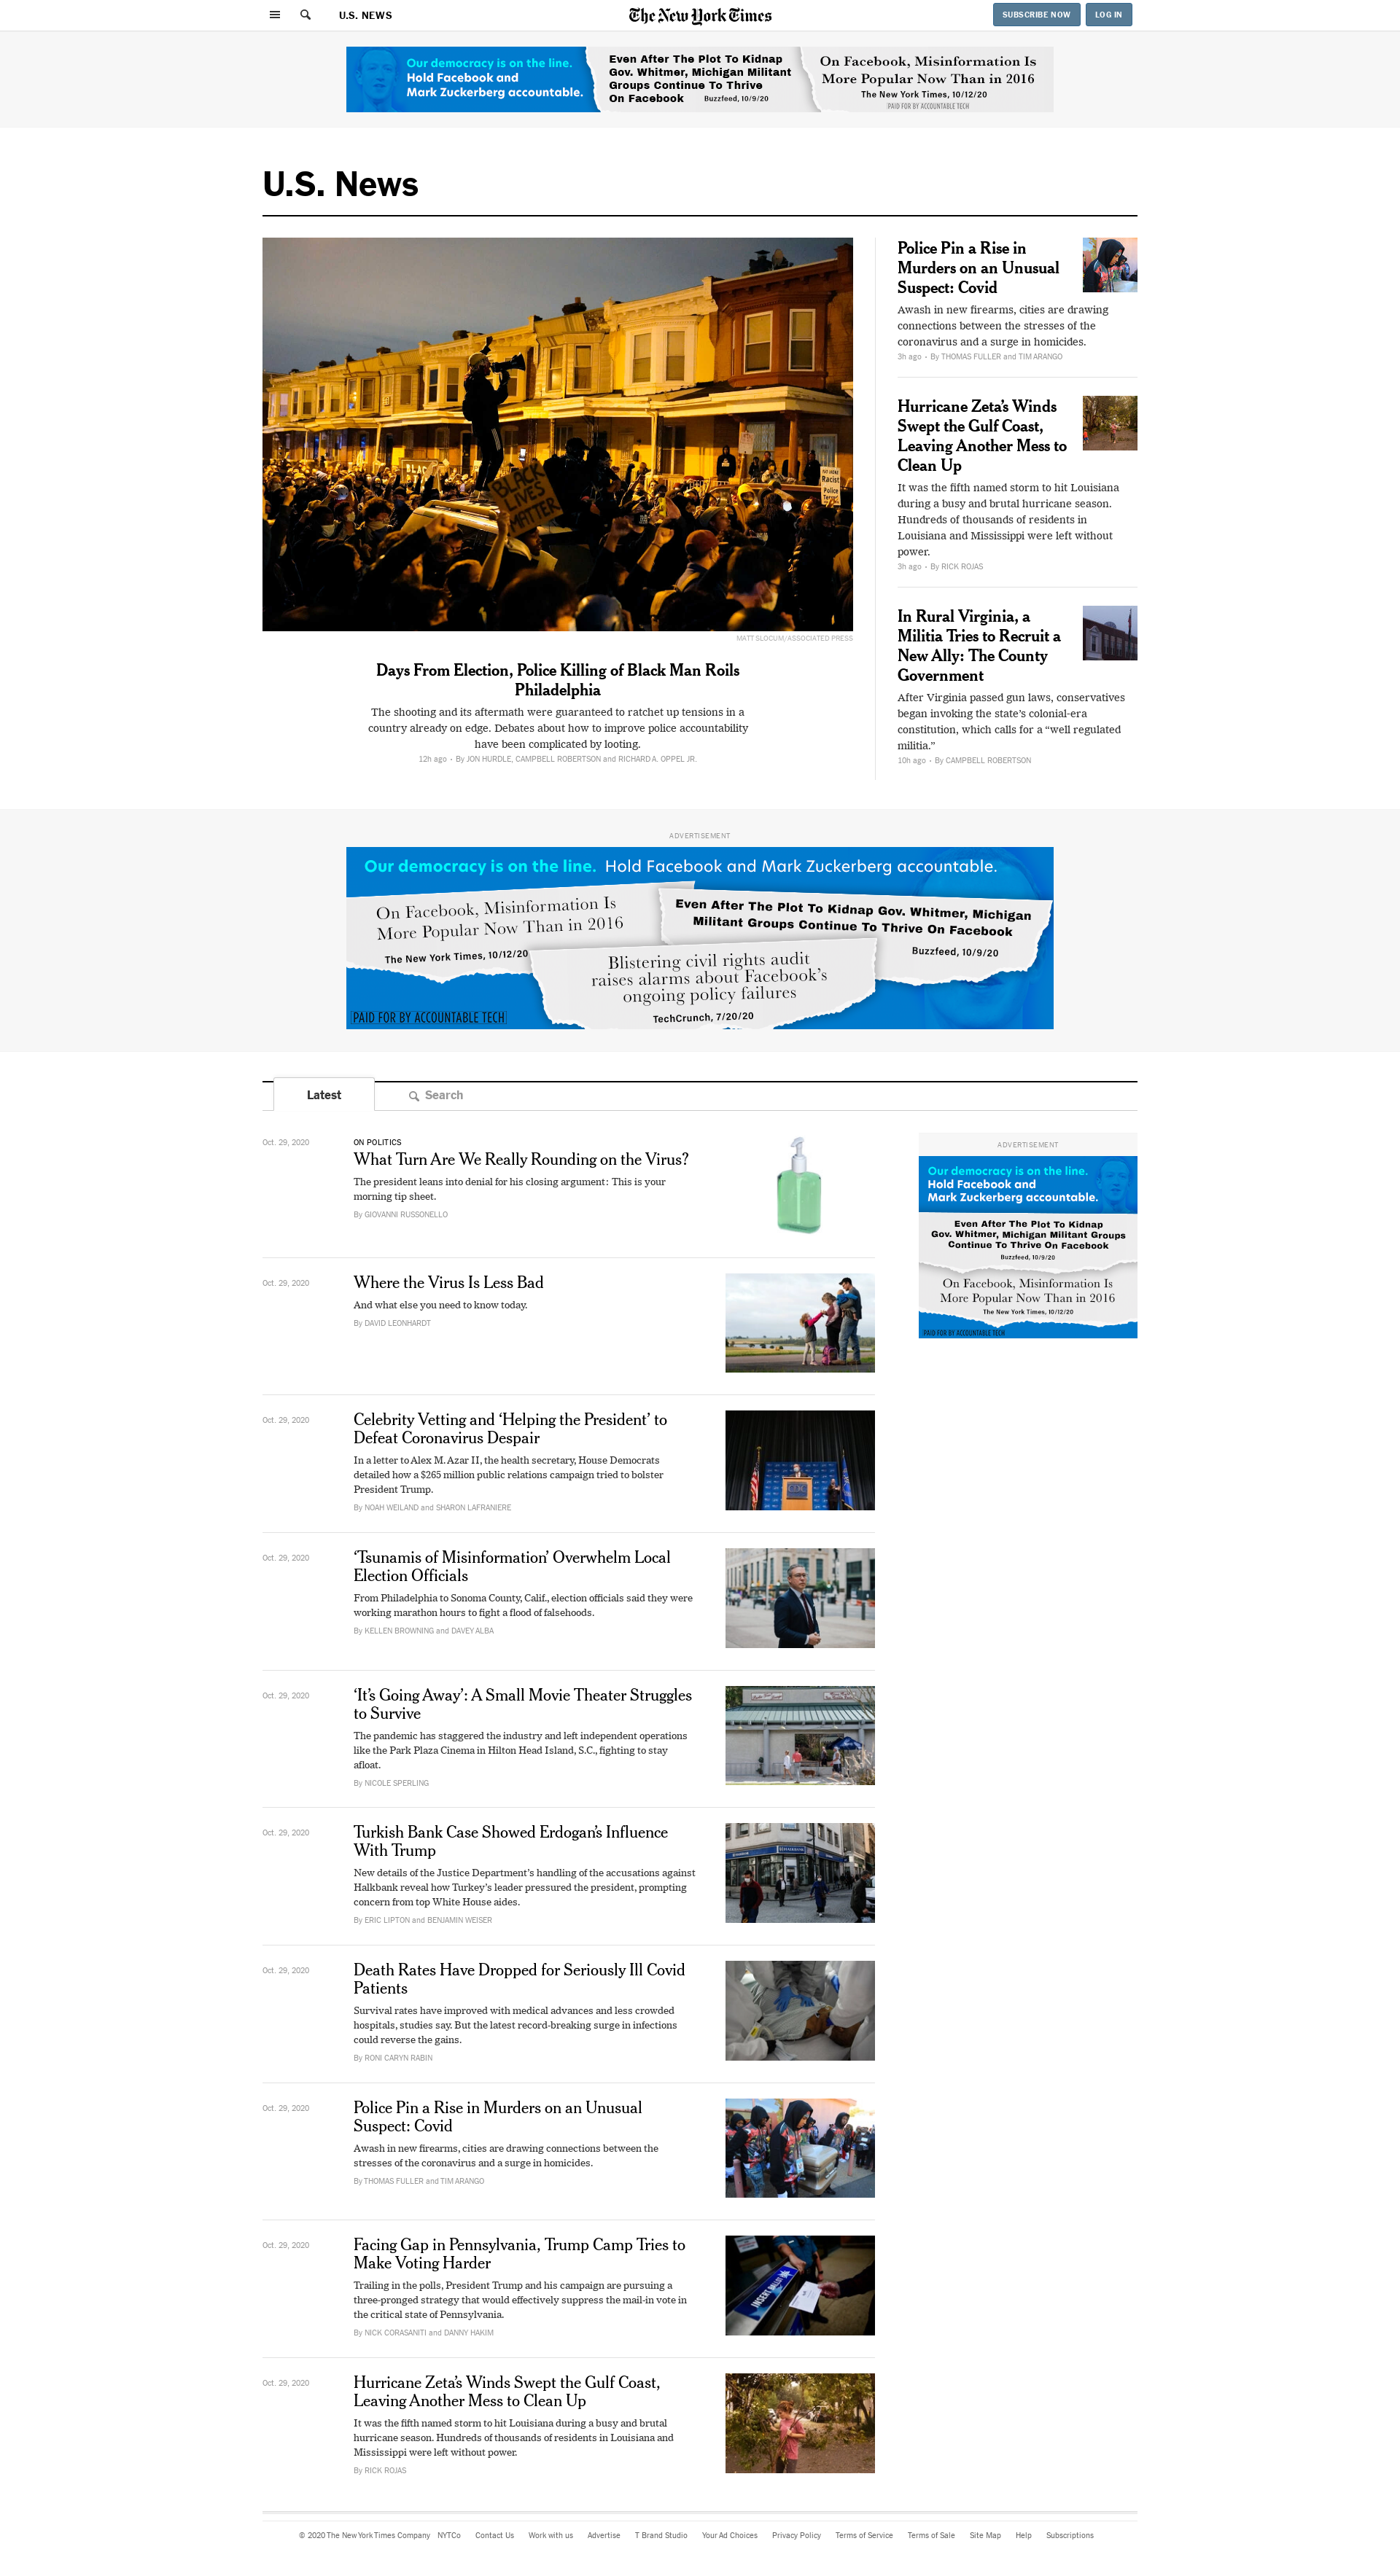 U.S. NEWS
The New York Times
SUBSCRIBE NOW
LOG IN
Our democracy is on the line.
Hold Facebook and
Mark Zuckerberg accountable.
Even After The Plot To Kidnap
Gov. Whitmer, Michigan Militant
Groups Continue To Thrive
On Facebook Buzzfeed, 10/9/20
On Facebook, Misinformation Is
More Popular Now Than in 2016
The New York Times, 10/12/20
PAID FOR BY ACCOUNTABLE TECH
U.S. News
BLACK
LIVES
MATTER
Racist
Police
Terror
MATT SLOCUM/ASSOCIATED PRESS
Days From Election, Police Killing of Black Man Roils
Philadelphia
The shooting and its aftermath were guaranteed to ratchet up tensions in a
country already on edge. Debates about how to improve police accountability
have been complicated by looting.
12h ago • By JON HURDLE, CAMPBELL ROBERTSON and RICHARD A. OPPEL JR.
Police Pin a Rise in
Murders on an Unusual
Suspect: Covid
Awash in new firearms, cities are drawing
connections between the stresses of the
coronavirus and a surge in homicides.
3h ago • By THOMAS FULLER and TIM ARANGO
Hurricane Zeta’s Winds
Swept the Gulf Coast,
Leaving Another Mess to
Clean Up
It was the fifth named storm to hit Louisiana
during a busy and brutal hurricane season.
Hundreds of thousands of residents in
Louisiana and Mississippi were left without
power.
3h ago • By RICK ROJAS
In Rural Virginia, a
Militia Tries to Recruit a
New Ally: The County
Government
After Virginia passed gun laws, conservatives
began invoking the state’s colonial-era
constitution, which calls for a “well regulated
militia.”
10h ago • By CAMPBELL ROBERTSON
ADVERTISEMENT
Our democracy is on the line. Hold Facebook and Mark Zuckerberg accountable.
On Facebook, Misinformation Is
More Popular Now Than in 2016
The New York Times, 10/12/20
Even After The Plot To Kidnap Gov. Whitmer, Michigan
Militant Groups Continue To Thrive On Facebook
Buzzfeed, 10/9/20
Blistering civil rights audit
raises alarms about Facebook’s
ongoing policy failures
TechCrunch, 7/20/20
PAID FOR BY ACCOUNTABLE TECH
Latest
Search
Oct. 29, 2020
ON POLITICS
What Turn Are We Really Rounding on the Virus?
The president leans into denial for his closing argument: This is your
morning tip sheet.
By GIOVANNI RUSSONELLO
ADVERTISEMENT
Our democracy is on the line.
Hold Facebook and
Mark Zuckerberg accountable.
Even After The Plot To Kidnap
Gov. Whitmer, Michigan Militant Groups
Continue To Thrive On Facebook
Buzzfeed, 10/9/20
On Facebook, Misinformation Is
More Popular Now Than in 2016
The New York Times, 10/12/20
PAID FOR BY ACCOUNTABLE TECH
Oct. 29, 2020
Where the Virus Is Less Bad
And what else you need to know today.
By DAVID LEONHARDT
Oct. 29, 2020
Celebrity Vetting and ‘Helping the President’ to
Defeat Coronavirus Despair
In a letter to Alex M. Azar II, the health secretary, House Democrats
detailed how a $265 million public relations campaign tried to bolster
President Trump.
By NOAH WEILAND and SHARON LAFRANIERE
Oct. 29, 2020
‘Tsunamis of Misinformation’ Overwhelm Local
Election Officials
From Philadelphia to Sonoma County, Calif., election officials said they were
working marathon hours to fight a flood of falsehoods.
By KELLEN BROWNING and DAVEY ALBA
Oct. 29, 2020
‘It’s Going Away’: A Small Movie Theater Struggles
to Survive
The pandemic has staggered the industry and left independent operations
like the Park Plaza Cinema in Hilton Head Island, S.C., fighting to stay
afloat.
By NICOLE SPERLING
Oct. 29, 2020
Turkish Bank Case Showed Erdogan’s Influence
With Trump
New details of the Justice Department’s handling of the accusations against
Halkbank reveal how Turkey’s leader pressured the president, prompting
concern from top White House aides.
By ERIC LIPTON and BENJAMIN WEISER
Oct. 29, 2020
Death Rates Have Dropped for Seriously Ill Covid
Patients
Survival rates have improved with medical advances and less crowded
hospitals, studies say. But the latest record-breaking surge in infections
could reverse the gains.
By RONI CARYN RABIN
Oct. 29, 2020
Police Pin a Rise in Murders on an Unusual
Suspect: Covid
Awash in new firearms, cities are drawing connections between the
stresses of the coronavirus and a surge in homicides.
By THOMAS FULLER and TIM ARANGO
Oct. 29, 2020
Facing Gap in Pennsylvania, Trump Camp Tries to
Make Voting Harder
Trailing in the polls, President Trump and his campaign are pursuing a
three-pronged strategy that would effectively suppress the mail-in vote in
the critical state of Pennsylvania.
By NICK CORASANITI and DANNY HAKIM
INSERT BALLOT
Oct. 29, 2020
Hurricane Zeta’s Winds Swept the Gulf Coast,
Leaving Another Mess to Clean Up
It was the fifth named storm to hit Louisiana during a busy and brutal
hurricane season. Hundreds of thousands of residents in Louisiana and
Mississippi were left without power.
By RICK ROJAS
© 2020 The New York Times Company NYTCo Contact Us Work with us Advertise T Brand Studio Your Ad Choices Privacy Policy Terms of Service Terms of Sale Site Map Help Subscriptions